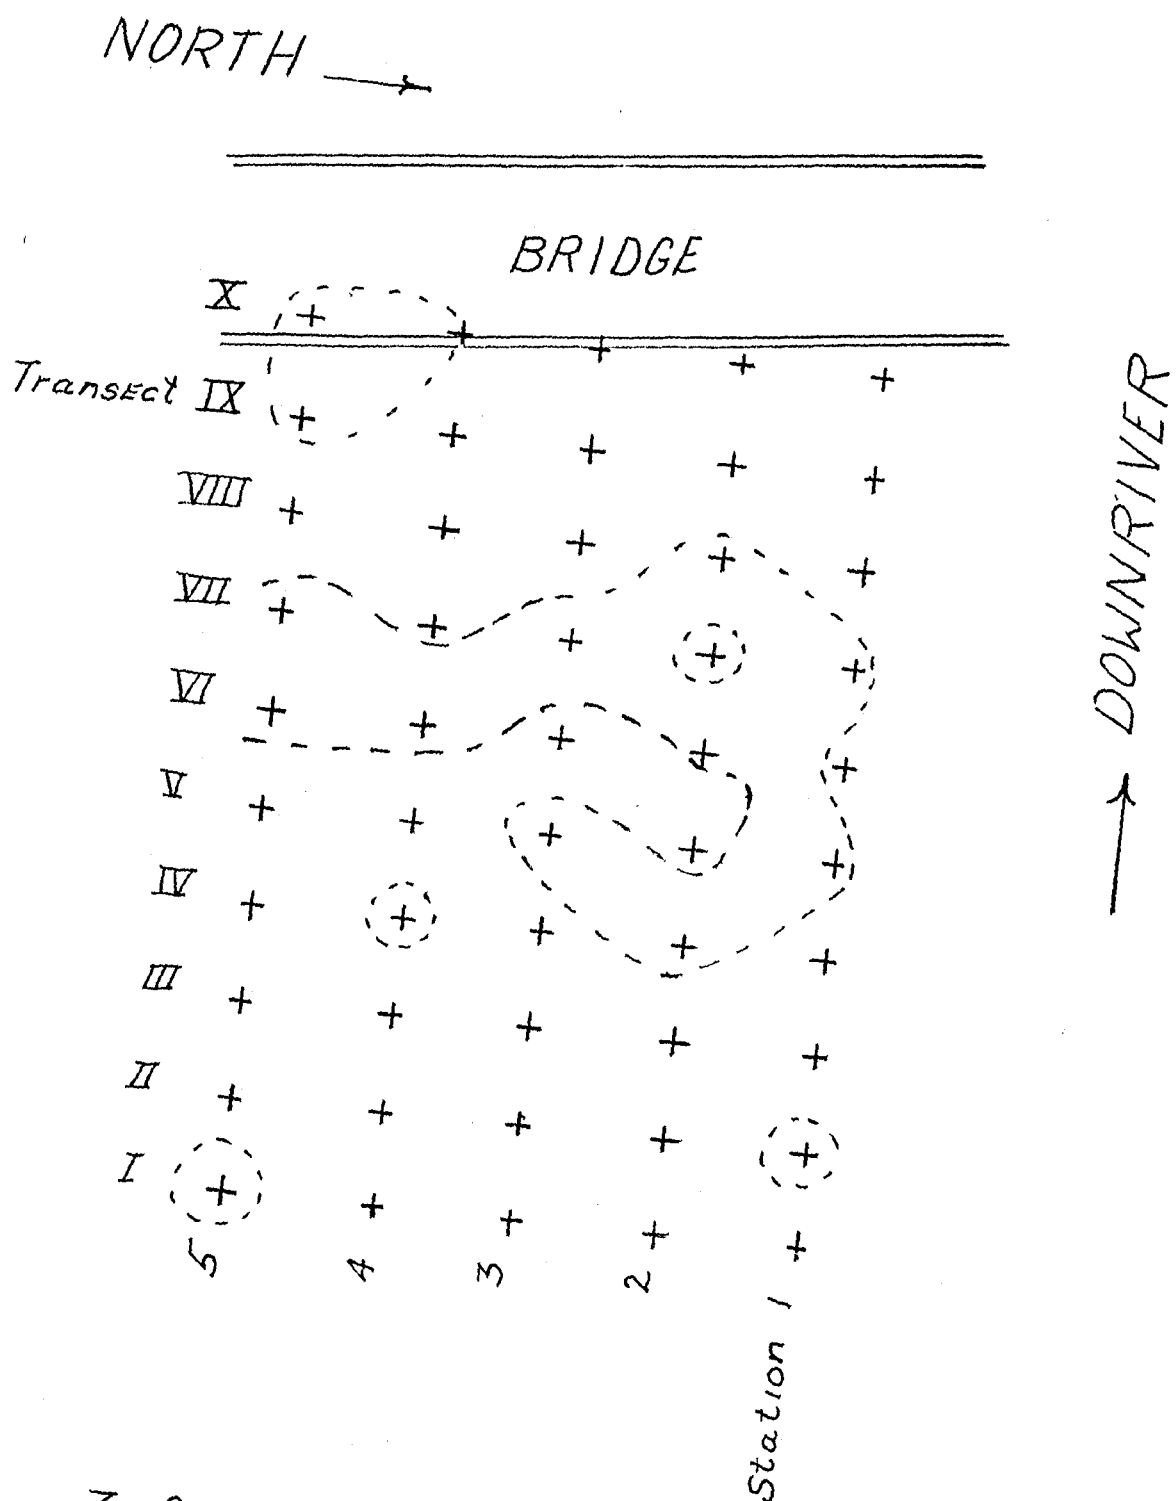 NORTH
BRIDGE
X
Transect IX
VIII
VII
VI
V
IV
III
II
I
5
4
3
2
Station 1
DOWNRIVER